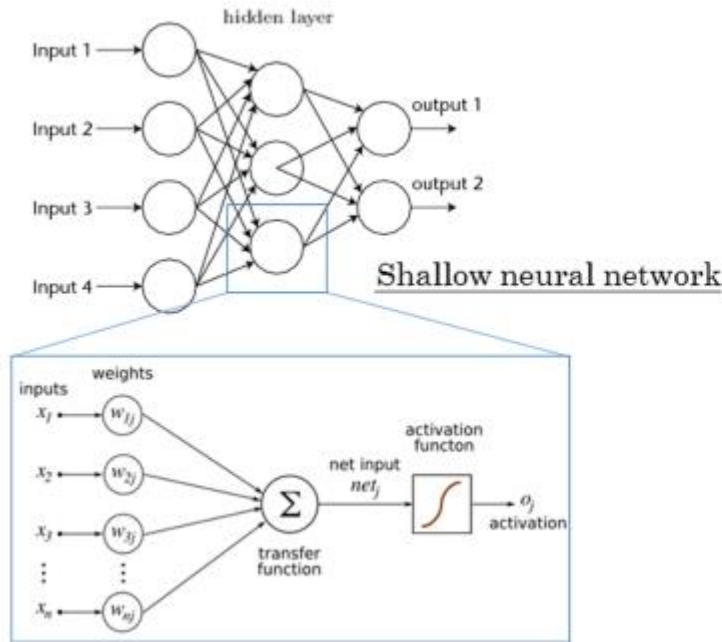 hidden layer
Input 1
Input 2
Input 3
Input 4
output 1
output 2
Shallow neural network
inputs
weights
x₁
w₁ⱼ
x₂
w₂ⱼ
x₃
w₃ⱼ
⋮
⋮
xₙ
wₙⱼ
Σ
transfer
function
net input
netⱼ
activation
functon
oⱼ
activation